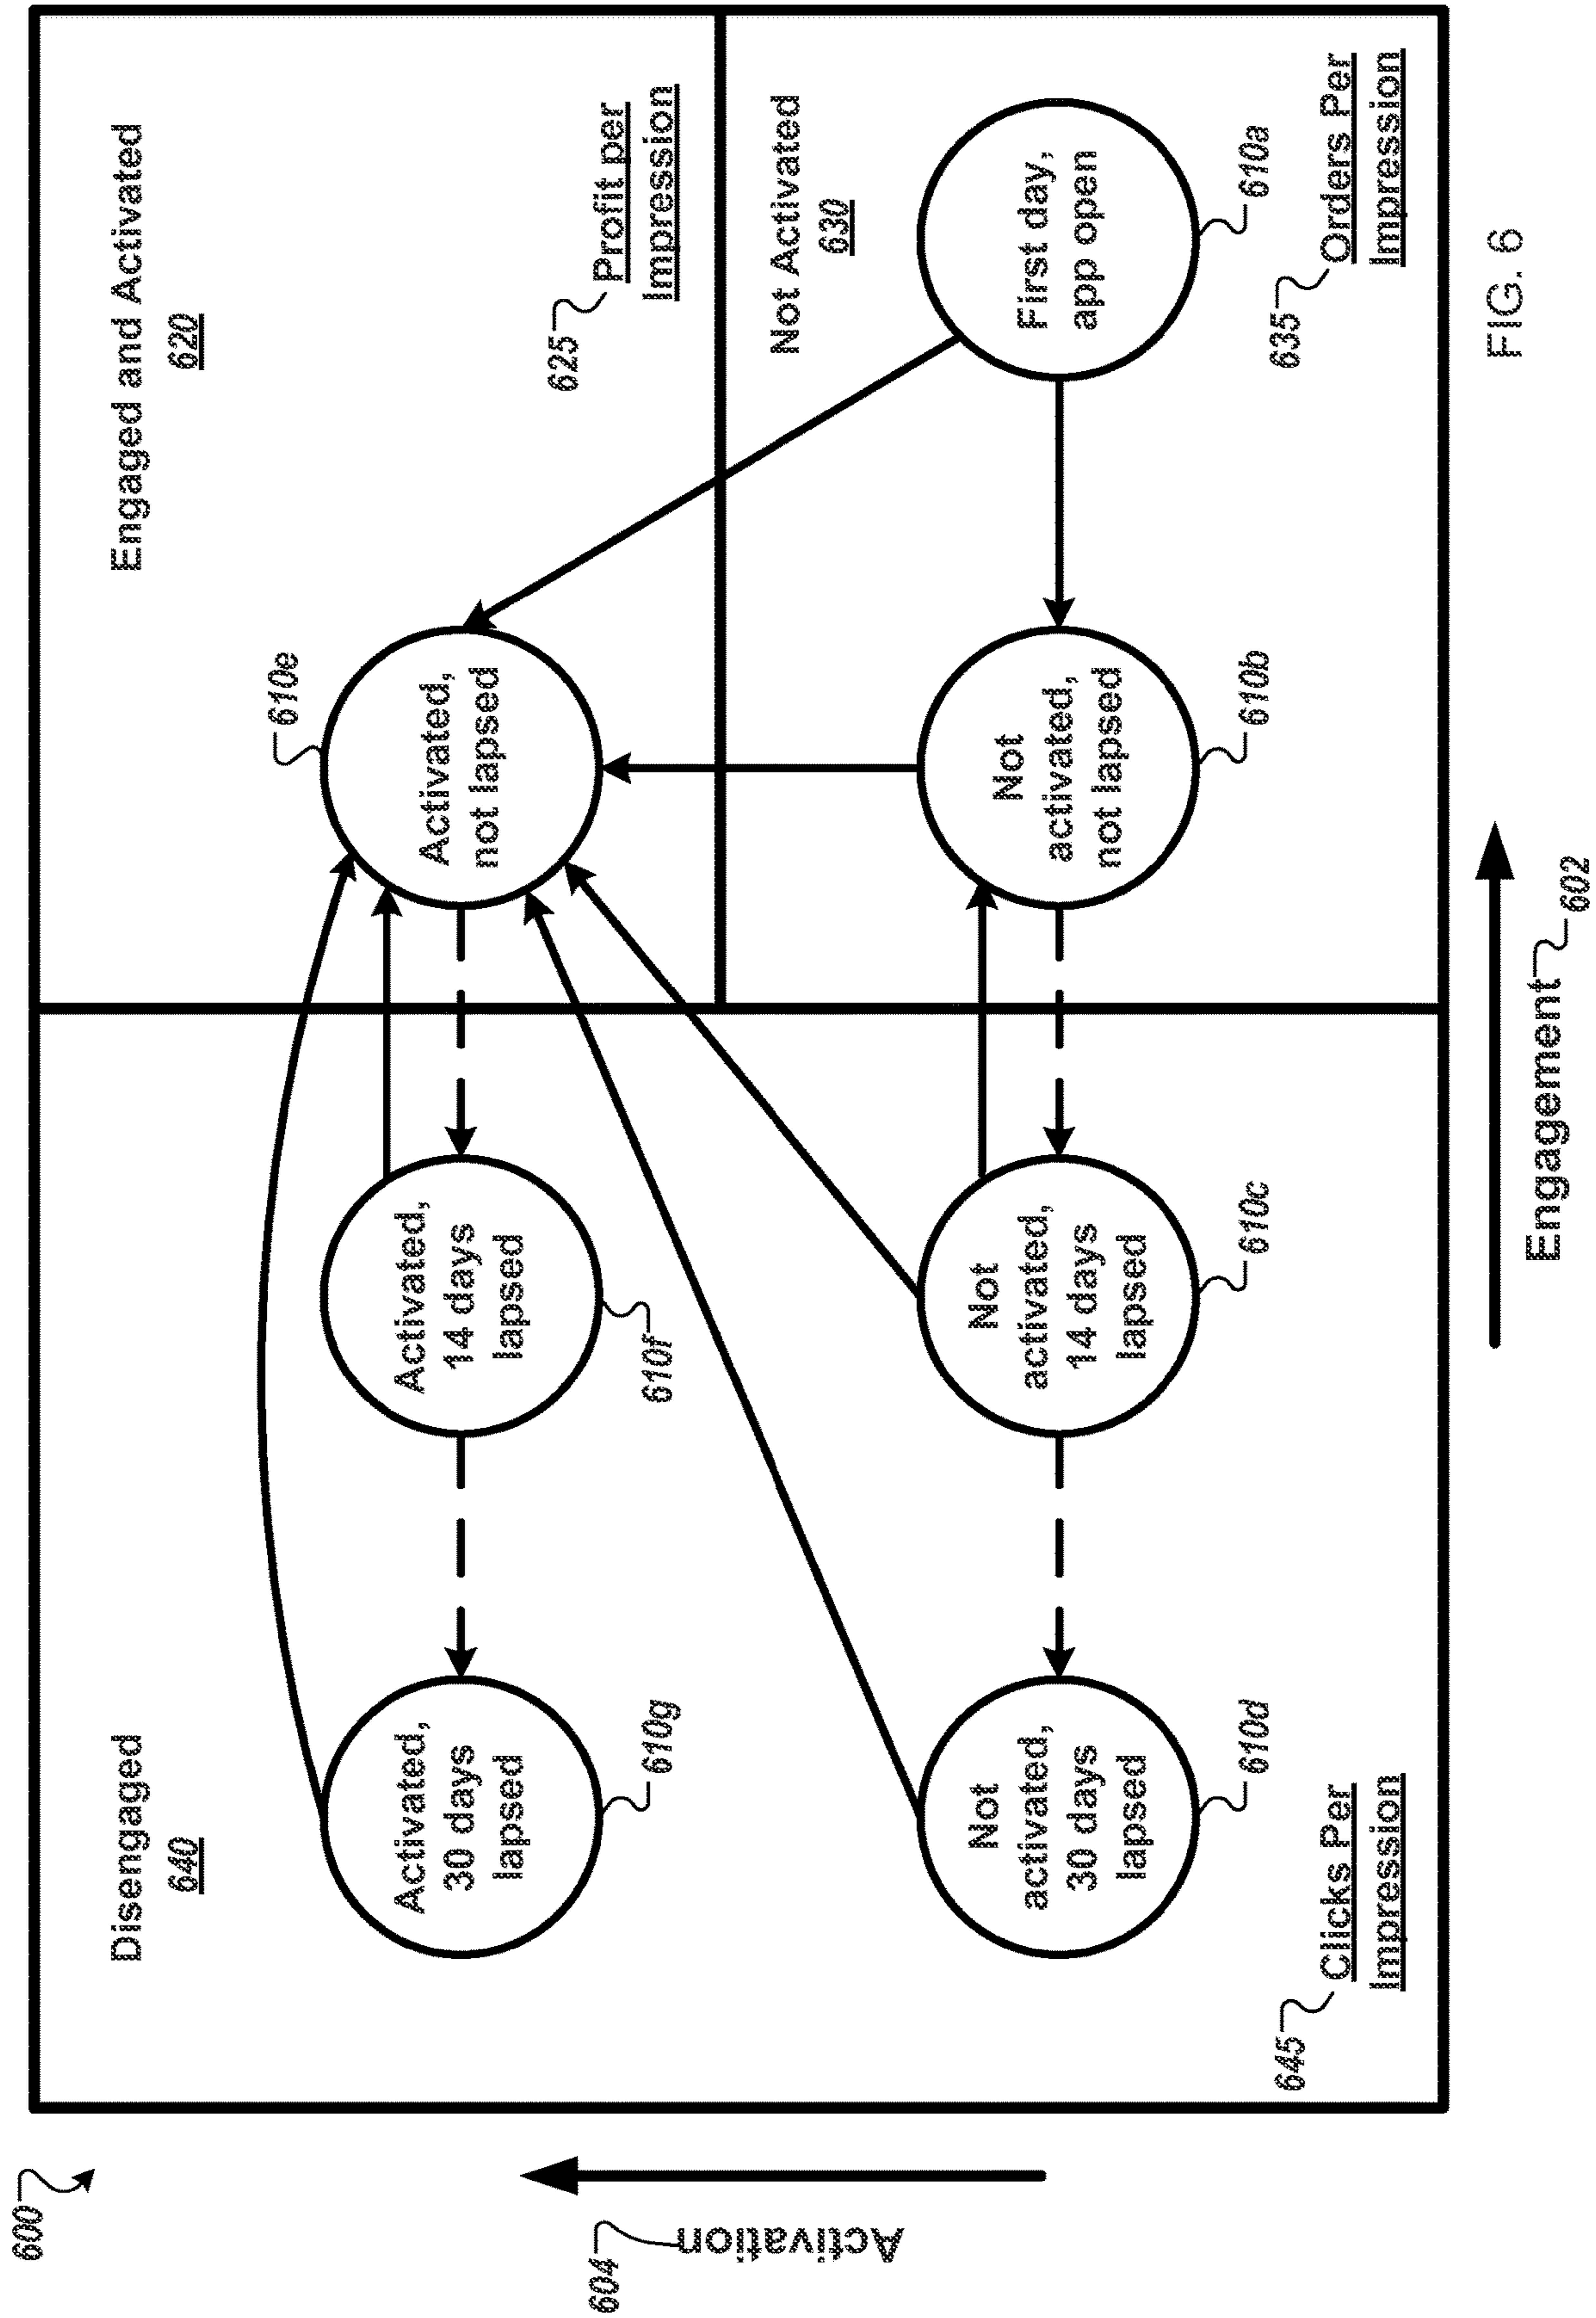 600
Disengaged
640
Engaged and Activated
620
Activated,
30 days
lapsed
610g
Activated,
14 days
lapsed
610f
Activated,
not lapsed
610e
625
Profit per
Impression
Not Activated
630
Not
activated,
30 days
lapsed
610d
Not
activated,
14 days
lapsed
610c
Not
activated,
not lapsed
610b
First day,
app open
610a
645
Clicks Per
Impression
635
Orders Per
Impression
604
Activation
Engagement
602
FIG. 6